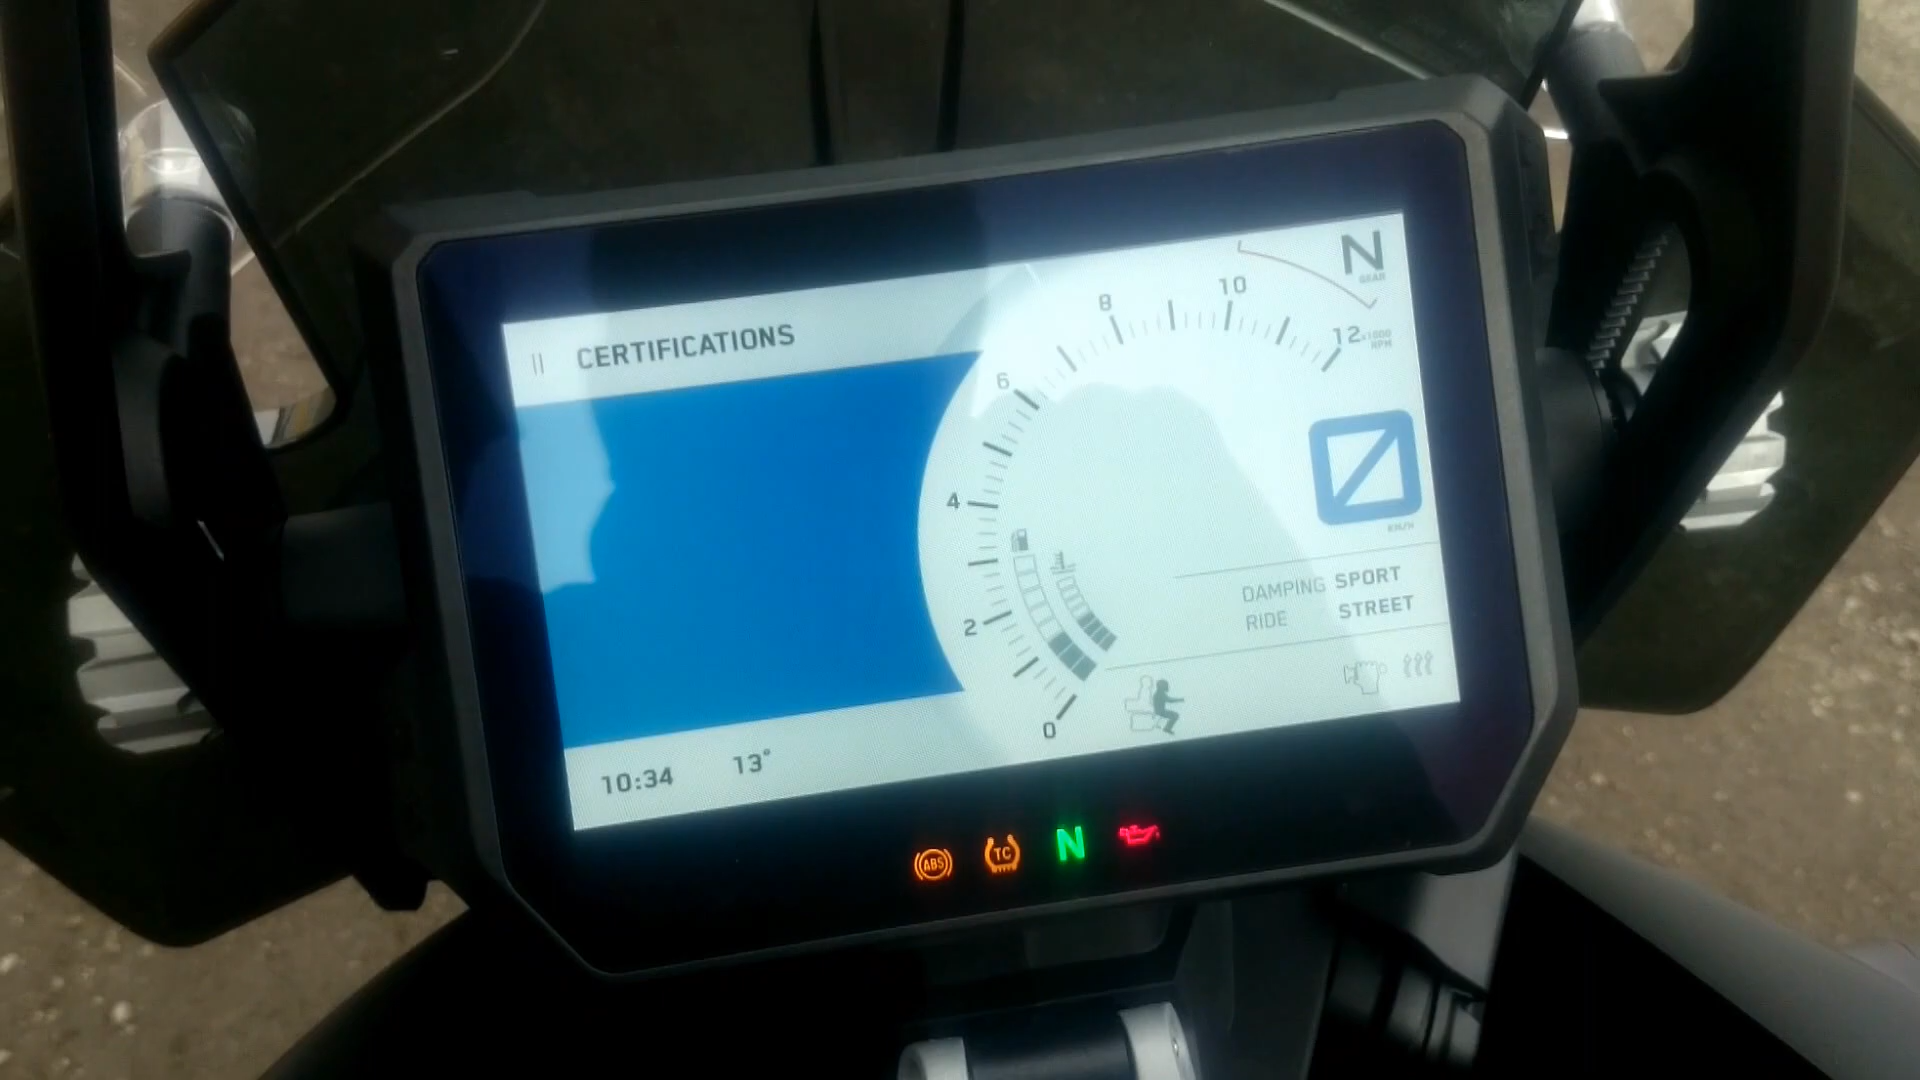 CERTIFICATIONS
N
GEAR
0
2
4
6
8
10
12 x1000
RPM
0
KM/H
DAMPING SPORT
RIDE STREET
10:34 13°
ABS
TC
N